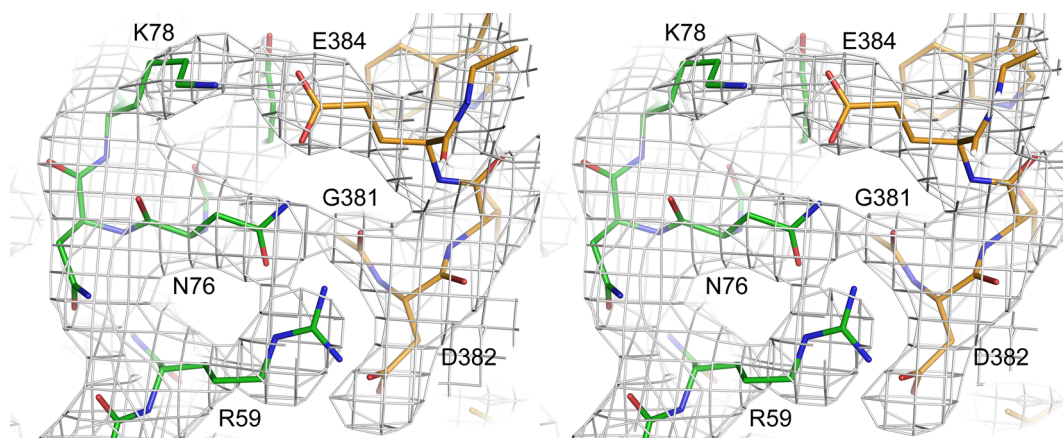 K78 E384 K78 E384
G381 G381
N76 N76
D382 D382
R59 R59